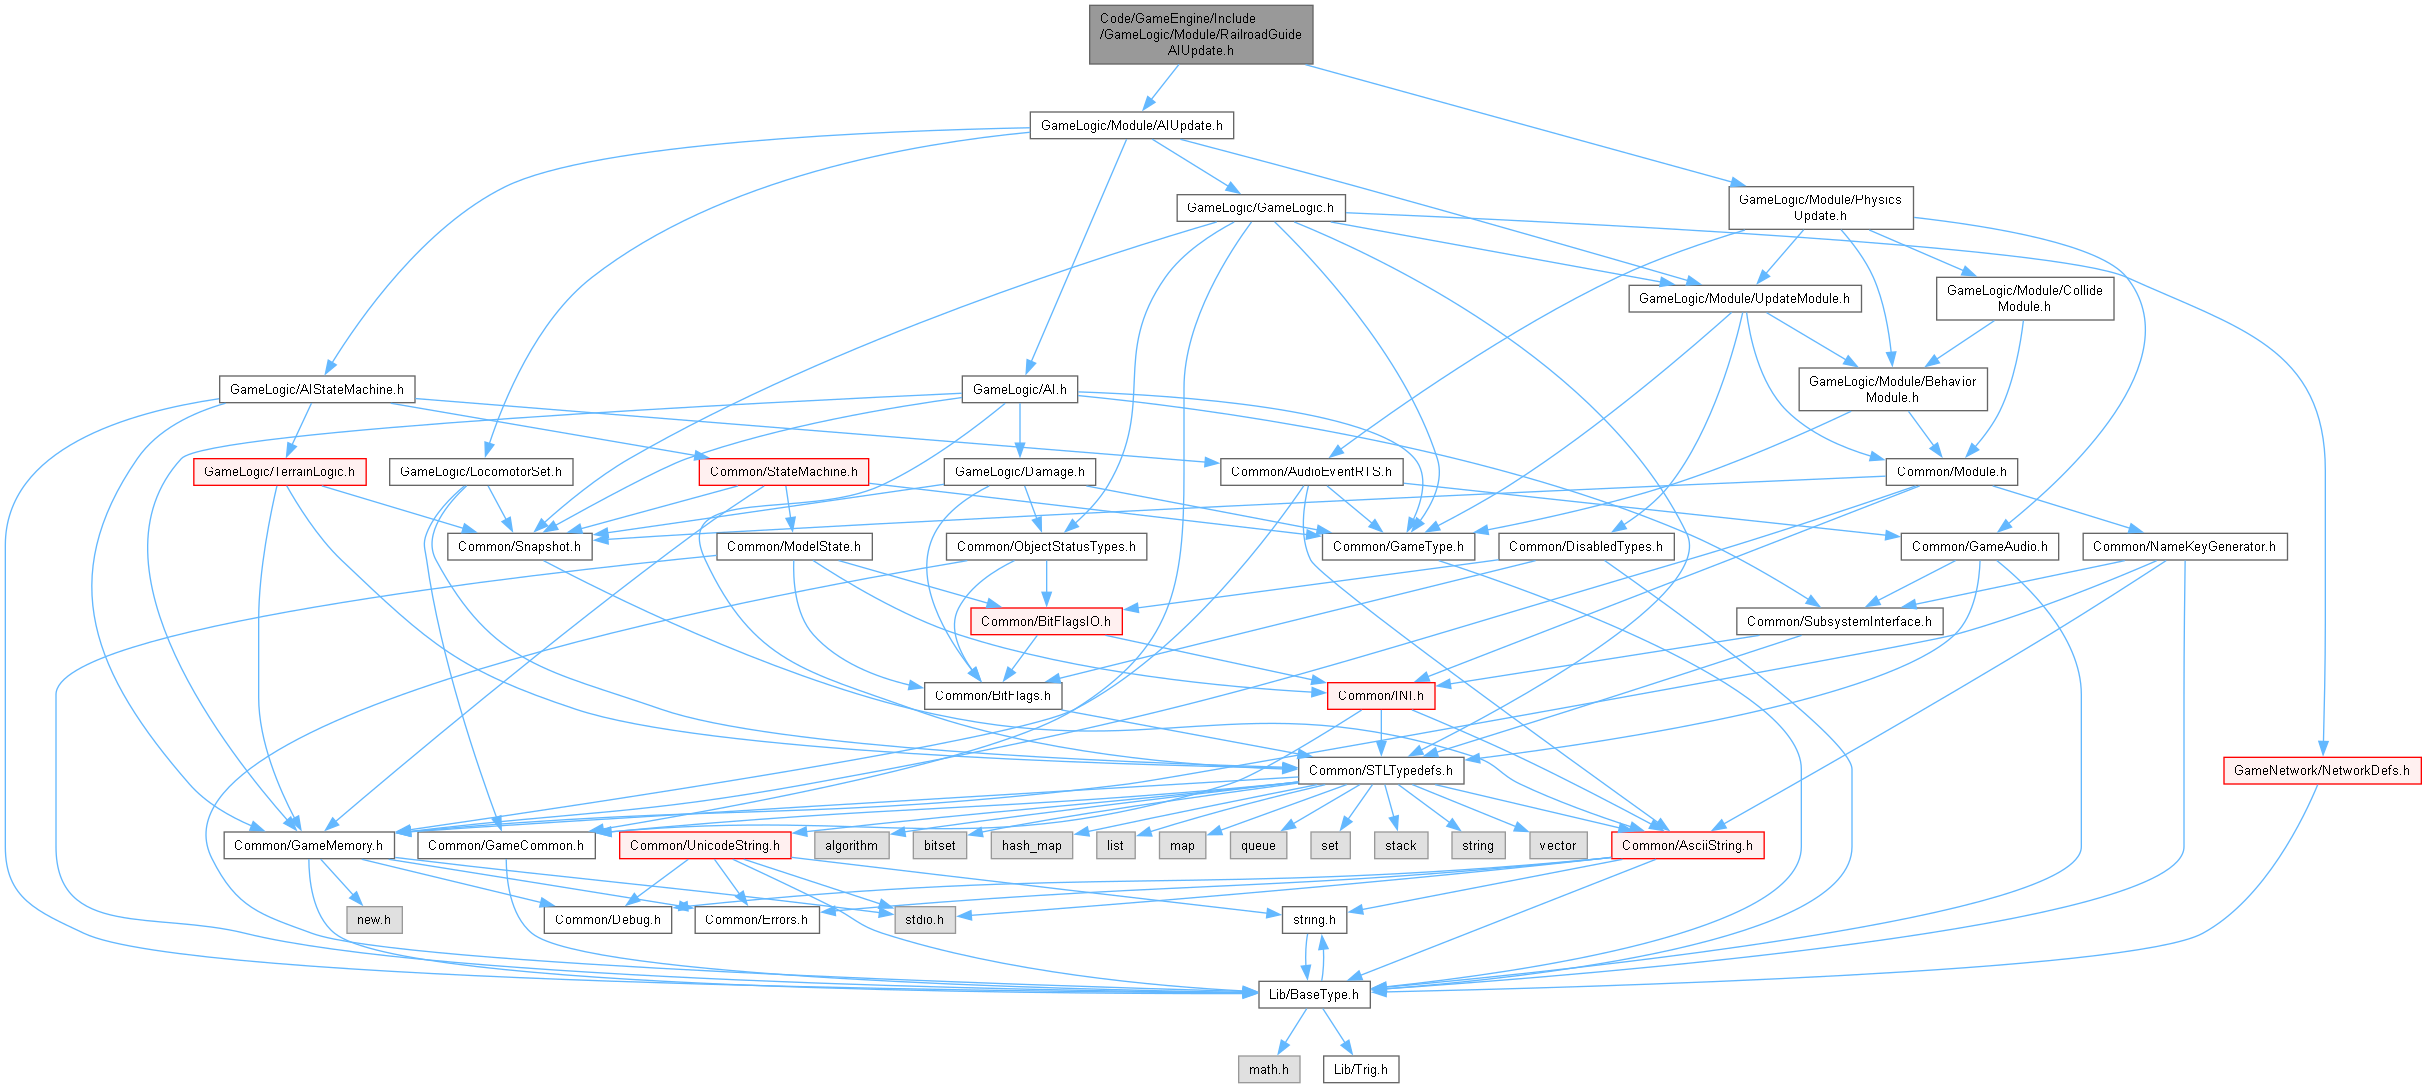 Code/GameEngine/Include
/GameLogic/Module/RailroadGuide
AIUpdate.h
GameLogic/Module/AIUpdate.h
GameLogic/GameLogic.h
GameLogic/Module/Physics
Update.h
GameLogic/Module/UpdateModule.h
GameLogic/Module/Collide
Module.h
GameLogic/AIStateMachine.h
GameLogic/AI.h
GameLogic/Module/Behavior
Module.h
GameLogic/TerrainLogic.h
GameLogic/LocomotorSet.h
Common/StateMachine.h
GameLogic/Damage.h
Common/AudioEventRTS.h
Common/Module.h
Common/Snapshot.h
Common/ModelState.h
Common/ObjectStatusTypes.h
Common/GameType.h
Common/DisabledTypes.h
Common/GameAudio.h
Common/NameKeyGenerator.h
Common/BitFlagsIO.h
Common/SubsystemInterface.h
Common/BitFlags.h
Common/INI.h
Common/STLTypedefs.h
GameNetwork/NetworkDefs.h
Common/GameMemory.h
Common/GameCommon.h
Common/UnicodeString.h
algorithm
bitset
hash_map
list
map
queue
set
stack
string
vector
Common/AsciiString.h
new.h
Common/Debug.h
Common/Errors.h
stdio.h
string.h
Lib/BaseType.h
math.h
Lib/Trig.h